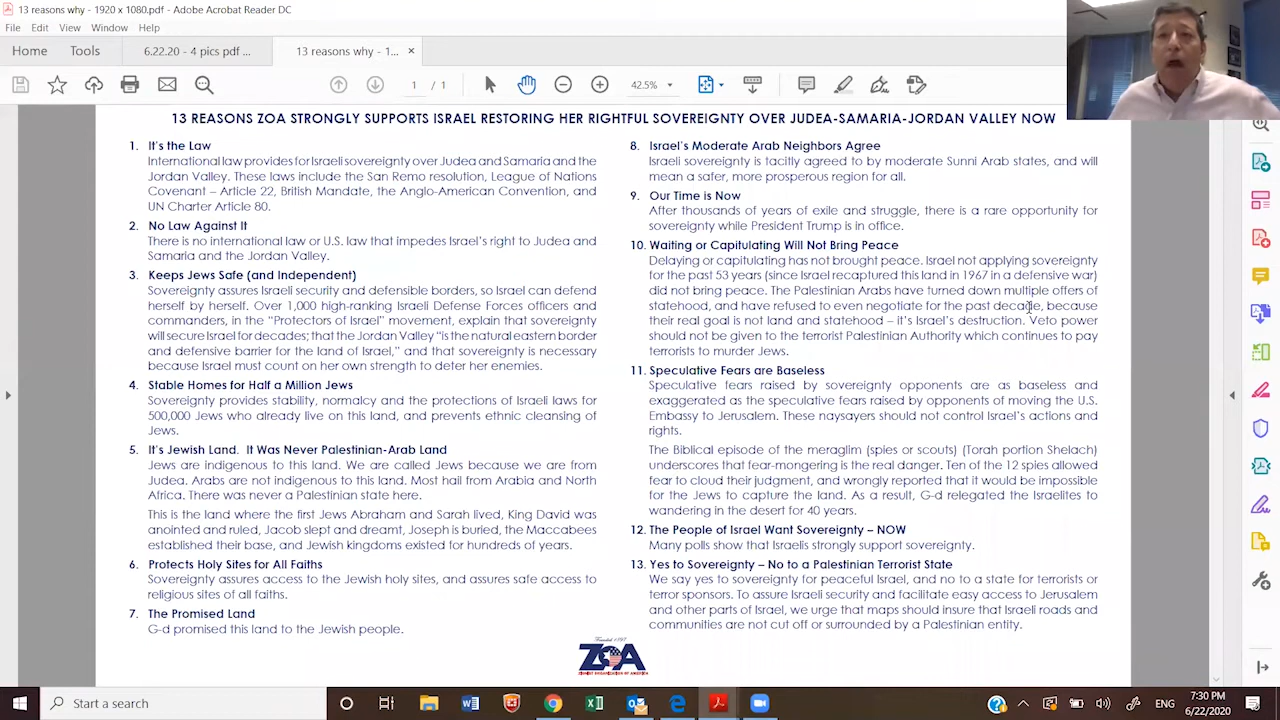 13 reasons why - 1920 x 1080.pdf - Adobe Acrobat Reader DC
File Edit View Window Help
Home Tools 6.22.20 - 4 pics pdf ... 13 reasons why - 1... ×
1 / 1 42.5%
13 REASONS ZOA STRONGLY SUPPORTS ISRAEL RESTORING HER RIGHTFUL SOVEREIGNTY OVER JUDEA-SAMARIA-JORDAN VALLEY NOW
1. It's the Law
International law provides for Israeli sovereignty over Judea and Samaria and the
Jordan Valley. These laws include the San Remo resolution, League of Nations
Covenant – Article 22, British Mandate, the Anglo-American Convention, and
UN Charter Article 80.
2. No Law Against It
There is no international law or U.S. law that impedes Israel's right to Judea and
Samaria and the Jordan Valley.
3. Keeps Jews Safe (and Independent)
Sovereignty assures Israeli security and defensible borders, so Israel can defend
herself by herself. Over 1,000 high-ranking Israeli Defense Forces officers and
commanders, in the "Protectors of Israel" movement, explain that sovereignty
will secure Israel for decades; that the Jordan Valley "is the natural eastern border
and defensive barrier for the land of Israel," and that sovereignty is necessary
because Israel must count on her own strength to deter her enemies.
4. Stable Homes for Half a Million Jews
Sovereignty provides stability, normalcy and the protections of Israeli laws for
500,000 Jews who already live on this land, and prevents ethnic cleansing of
Jews.
5. It's Jewish Land. It Was Never Palestinian-Arab Land
Jews are indigenous to this land. We are called Jews because we are from
Judea. Arabs are not indigenous to this land. Most hail from Arabia and North
Africa. There was never a Palestinian state here.
This is the land where the first Jews Abraham and Sarah lived, King David was
anointed and ruled, Jacob slept and dreamt, Joseph is buried, the Maccabees
established their base, and Jewish kingdoms existed for hundreds of years.
6. Protects Holy Sites for All Faiths
Sovereignty assures access to the Jewish holy sites, and assures safe access to
religious sites of all faiths.
7. The Promised Land
G-d promised this land to the Jewish people.
8. Israel's Moderate Arab Neighbors Agree
Israeli sovereignty is tacitly agreed to by moderate Sunni Arab states, and will
mean a safer, more prosperous region for all.
9. Our Time is Now
After thousands of years of exile and struggle, there is a rare opportunity for
sovereignty while President Trump is in office.
10. Waiting or Capitulating Will Not Bring Peace
Delaying or capitulating has not brought peace. Israel not applying sovereignty
for the past 53 years (since Israel recaptured this land in 1967 in a defensive war)
did not bring peace. The Palestinian Arabs have turned down multiple offers of
statehood, and have refused to even negotiate for the past decade, because
their real goal is not land and statehood – it's Israel's destruction. Veto power
should not be given to the terrorist Palestinian Authority which continues to pay
terrorists to murder Jews.
11. Speculative Fears are Baseless
Speculative fears raised by sovereignty opponents are as baseless and
exaggerated as the speculative fears raised by opponents of moving the U.S.
Embassy to Jerusalem. These naysayers should not control Israel's actions and
rights.
The Biblical episode of the meraglim (spies or scouts) (Torah portion Shelach)
underscores that fear-mongering is the real danger. Ten of the 12 spies allowed
fear to cloud their judgment, and wrongly reported that it would be impossible
for the Jews to capture the land. As a result, G-d relegated the Israelites to
wandering in the desert for 40 years.
12. The People of Israel Want Sovereignty – NOW
Many polls show that Israelis strongly support sovereignty.
13. Yes to Sovereignty – No to a Palestinian Terrorist State
We say yes to sovereignty for peaceful Israel, and no to a state for terrorists or
terror sponsors. To assure Israeli security and facilitate easy access to Jerusalem
and other parts of Israel, we urge that maps should insure that Israeli roads and
communities are not cut off or surrounded by a Palestinian entity.
Founded 1897
ZOA
ZIONIST ORGANIZATION OF AMERICA
Type here to search is not shown: Start a search
ENG
7:30 PM
6/22/2020